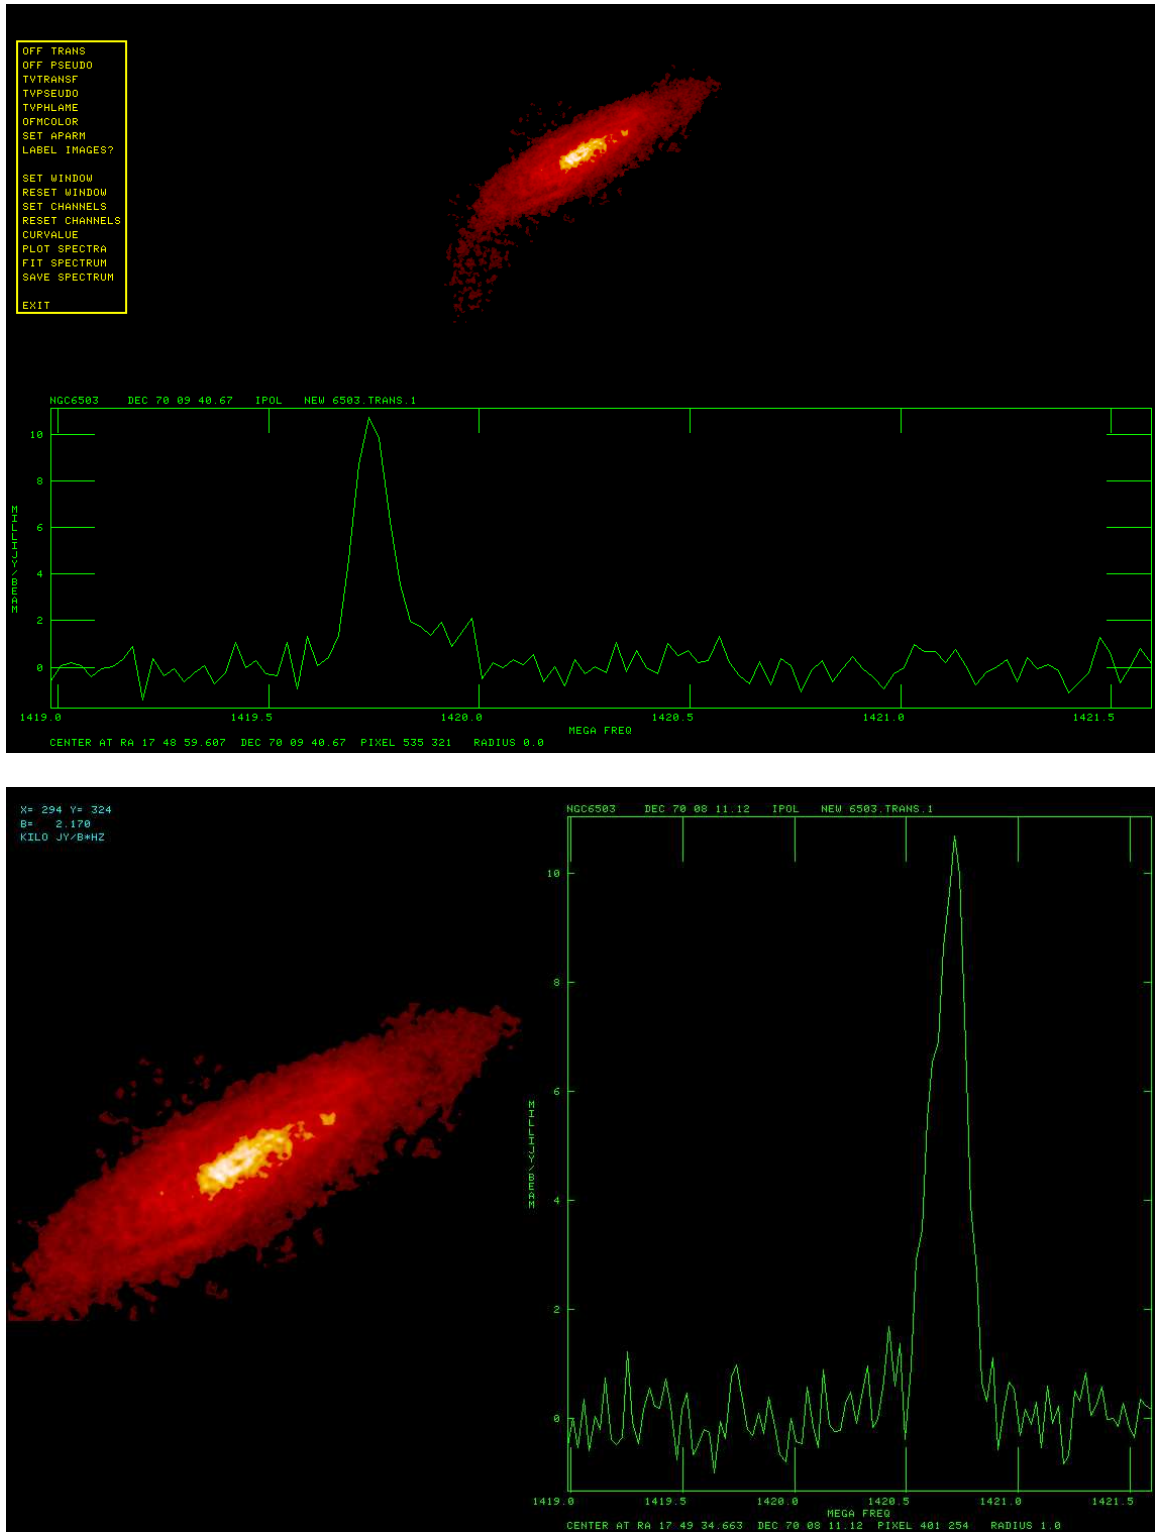 OFF TRANS
OFF PSEUDO
TVTRANSF
TVPSEUDO
TVPHLAME
OFMCOLOR
SET APARM
LABEL IMAGES?
SET WINDOW
RESET WINDOW
SET CHANNELS
RESET CHANNELS
CURVALUE
PLOT SPECTRA
FIT SPECTRUM
SAVE SPECTRUM
EXIT
NGC6503 DEC 70 09 40.67 IPOL NEW 6503.TRANS.1
10
8
6
4
2
0
MILLIJY/BEAM
1419.0 1419.5 1420.0 1420.5 1421.0 1421.5
MEGA FREQ
CENTER AT RA 17 48 59.607 DEC 70 09 40.67 PIXEL 535 321 RADIUS 0.0
X= 294 Y= 324
B= 2.170
KILO JY/B*HZ
NGC6503 DEC 70 08 11.12 IPOL NEW 6503.TRANS.1
10
8
6
4
2
0
MILLIJY/BEAM
1419.0 1419.5 1420.0 1420.5 1421.0 1421.5
MEGA FREQ
CENTER AT RA 17 49 34.663 DEC 70 08 11.12 PIXEL 401 254 RADIUS 1.0